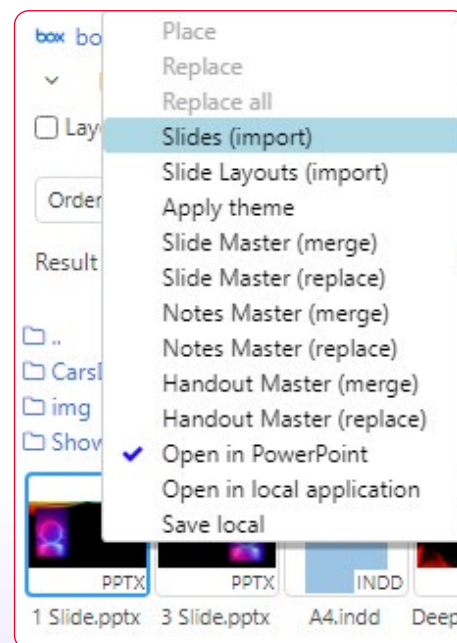 box bo
Place
Replace
Replace all
Lay
Slides (import)
Slide Layouts (import)
Order
Apply theme
Slide Master (merge)
Result
Slide Master (replace)
Notes Master (merge)
..
Notes Master (replace)
CarsI
Handout Master (merge)
img
Handout Master (replace)
Show
Open in PowerPoint
Open in local application
Save local
PPTX PPTX INDD
1 Slide.pptx 3 Slide.pptx A4.indd Deep